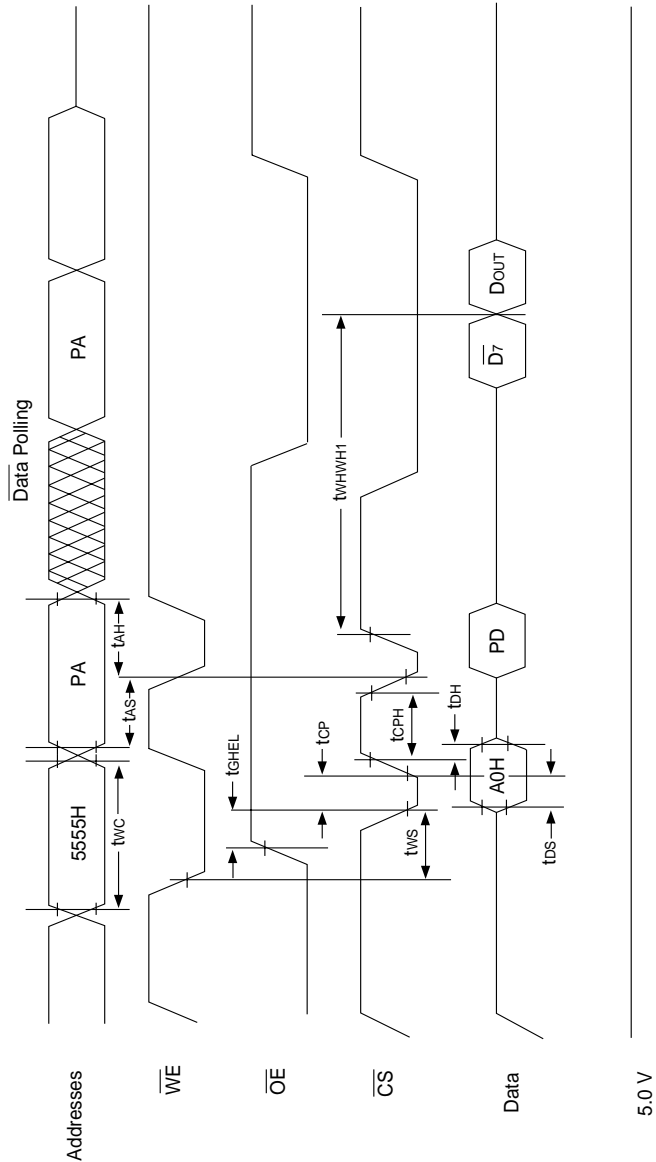 Data Polling
Addresses
5555H
PA
PA
tWC
tAS
tAH
WE
tGHEL
OE
tCP
tWHWH1
CS
tWS
tCPH
tDH
Data
A0H
PD
D7
DOUT
tDS
5.0 V